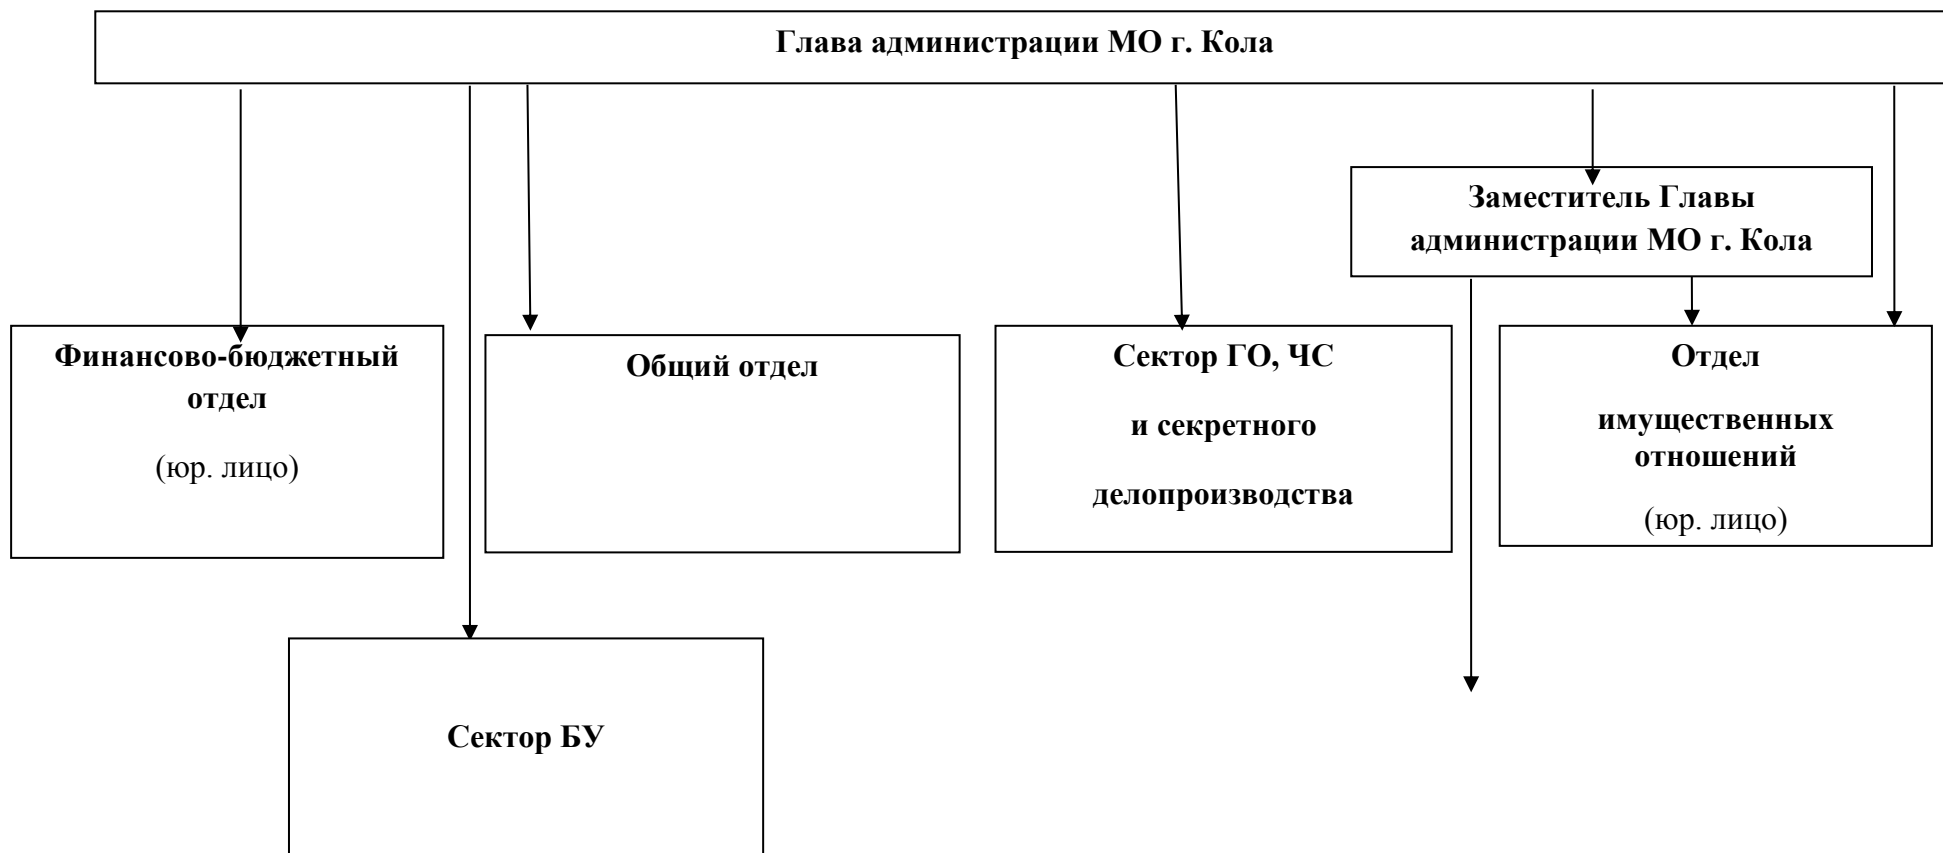 Глава администрации МО г. Кола
Заместитель Главы
администрации МО г. Кола
Финансово-бюджетный
отдел
(юр. лицо)
Общий отдел
Сектор ГО, ЧС
и секретного
делопроизводства
Отдел
имущественных
отношений
(юр. лицо)
Сектор БУ